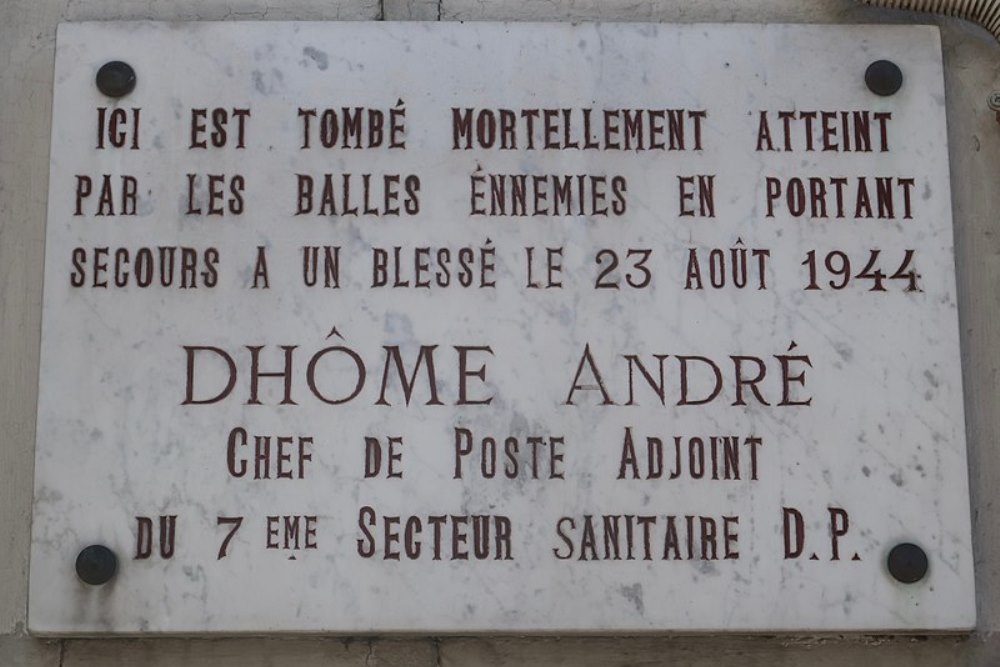 ICI EST TOMBÉ MORTELLEMENT ATTEINT
PAR LES BALLES ÉNNEMIES EN PORTANT
SECOURS A UN BLESSÉ LE 23 AOÛT 1944
DHÔME ANDRÉ
CHEF DE POSTE ADJOINT
DU 7 EME SECTEUR SANITAIRE D.P.